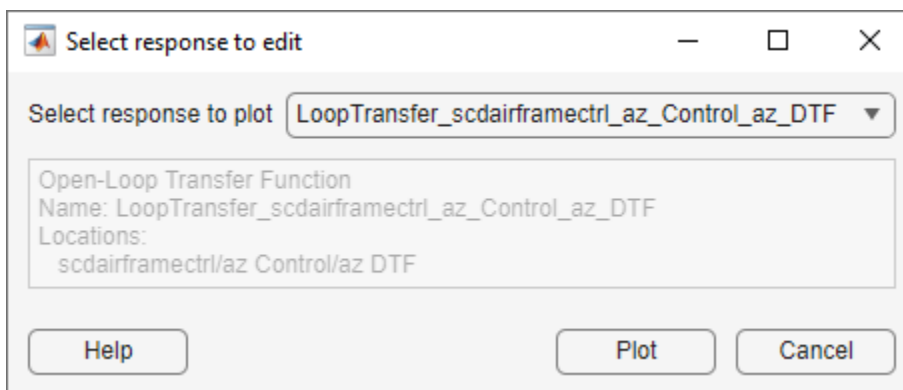 Select response to edit
Select response to plot LoopTransfer_scdairframectrl_az_Control_az_DTF
Open-Loop Transfer Function
Name: LoopTransfer_scdairframectrl_az_Control_az_DTF
Locations:
scdairframectrl/az Control/az DTF
Help Plot Cancel